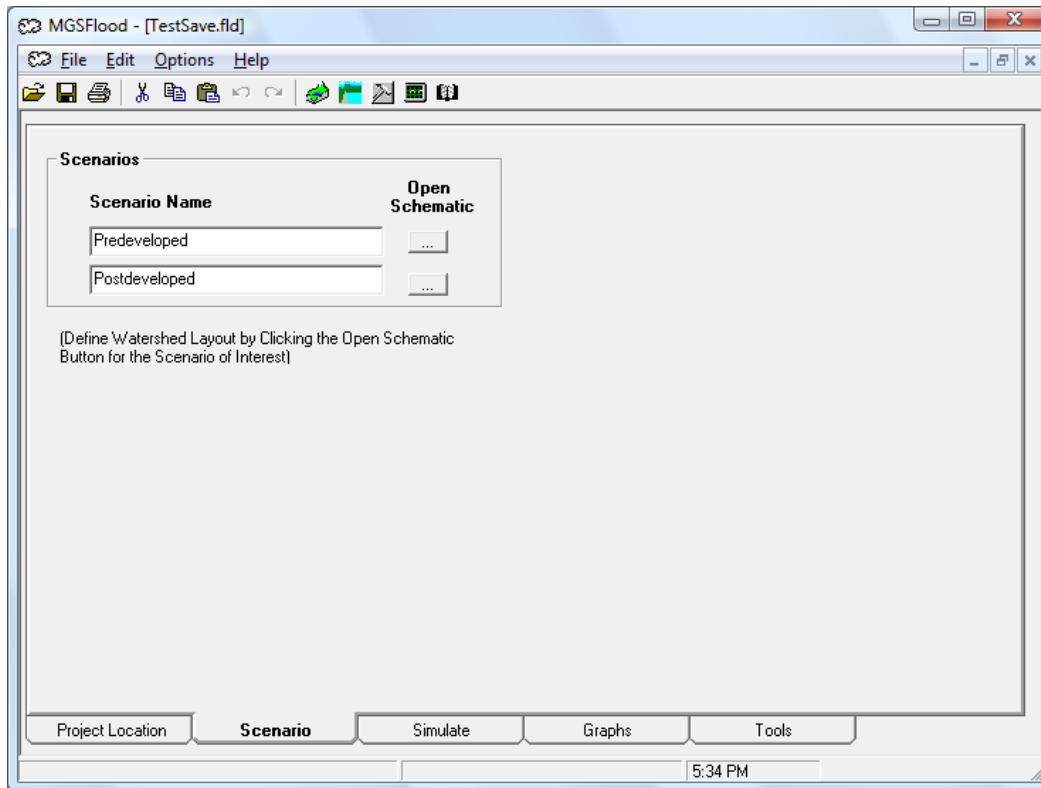 MGSFlood - [TestSave.fld]
File Edit Options Help
Scenarios
Scenario Name
Open
Schematic
Predeveloped
...
Postdeveloped
...
(Define Watershed Layout by Clicking the Open Schematic
Button for the Scenario of Interest)
Project Location Scenario Simulate Graphs Tools
5:34 PM